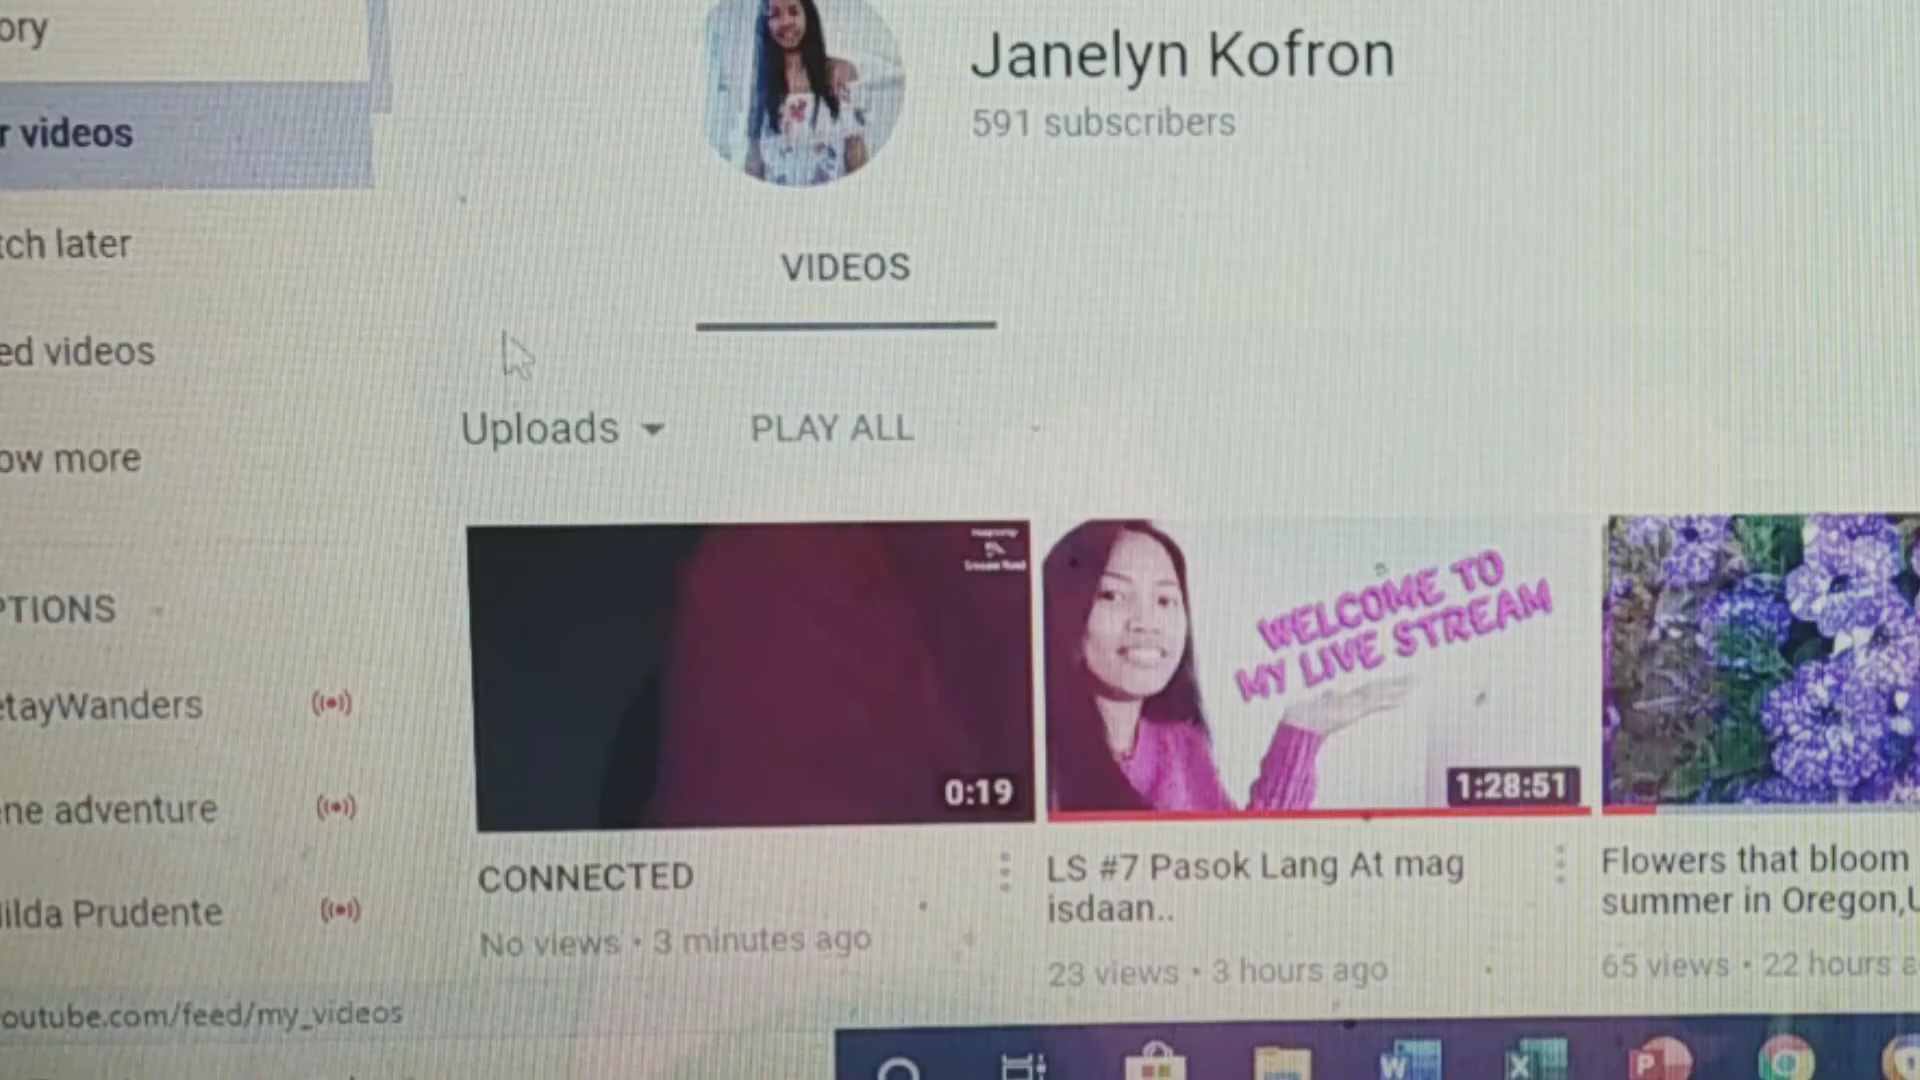 ory
r videos
tch later
ed videos
ow more
PTIONS
etayWanders
ne adventure
ilda Prudente
outube.com/feed/my_videos
Janelyn Kofron
591 subscribers
VIDEOS
Uploads
PLAY ALL
0:19
CONNECTED
No views • 3 minutes ago
WELCOME TO
MY LIVE STREAM
1:28:51
LS #7 Pasok Lang At mag
isdaan..
23 views • 3 hours ago
Flowers that bloom
summer in Oregon,U
65 views • 22 hours a
W
X
P